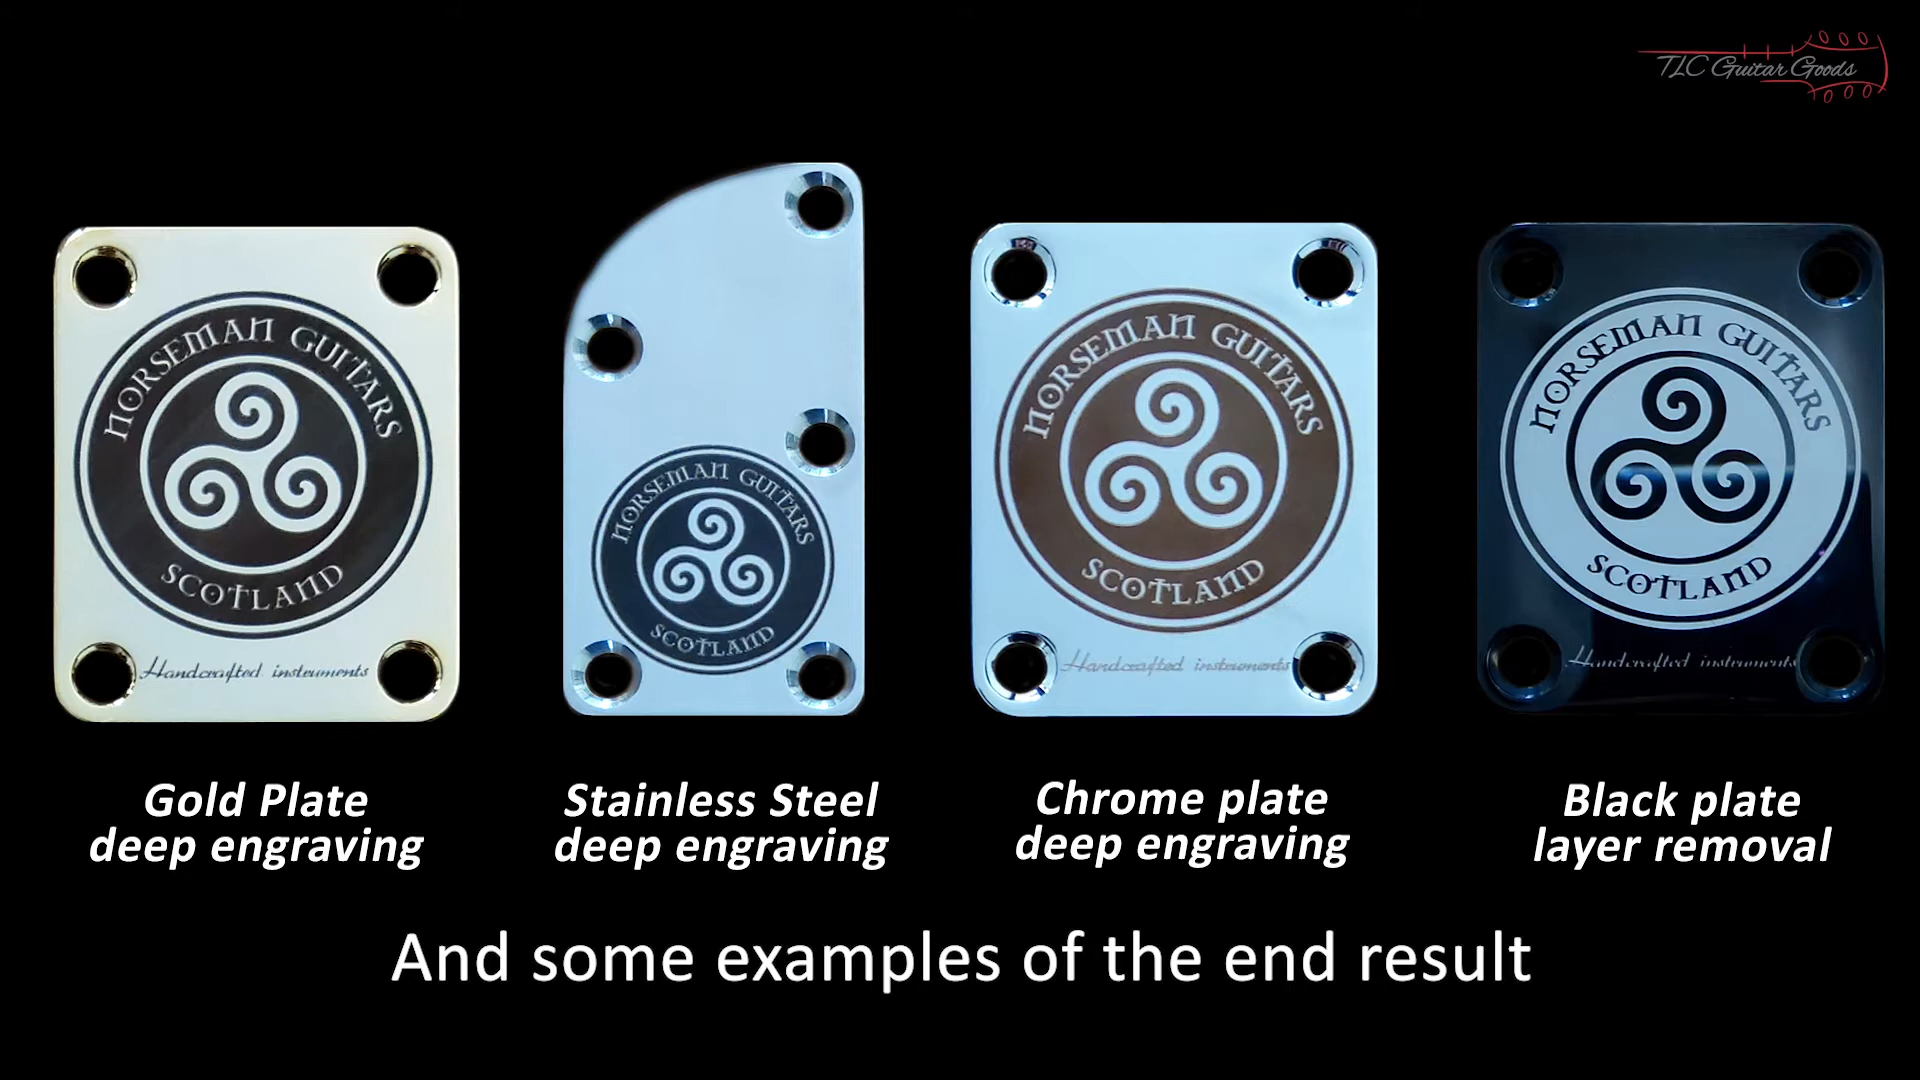 TLC Guitar Goods
NORSEMAN GUITARS
SCOTLAND
Handcrafted instruments
NORSEMAN GUITARS
SCOTLAND
NORSEMAN GUITARS
SCOTLAND
Handcrafted instruments
NORSEMAN GUITARS
SCOTLAND
Handcrafted instruments
Gold Plate
deep engraving
Stainless Steel
deep engraving
Chrome plate
deep engraving
Black plate
layer removal
And some examples of the end result